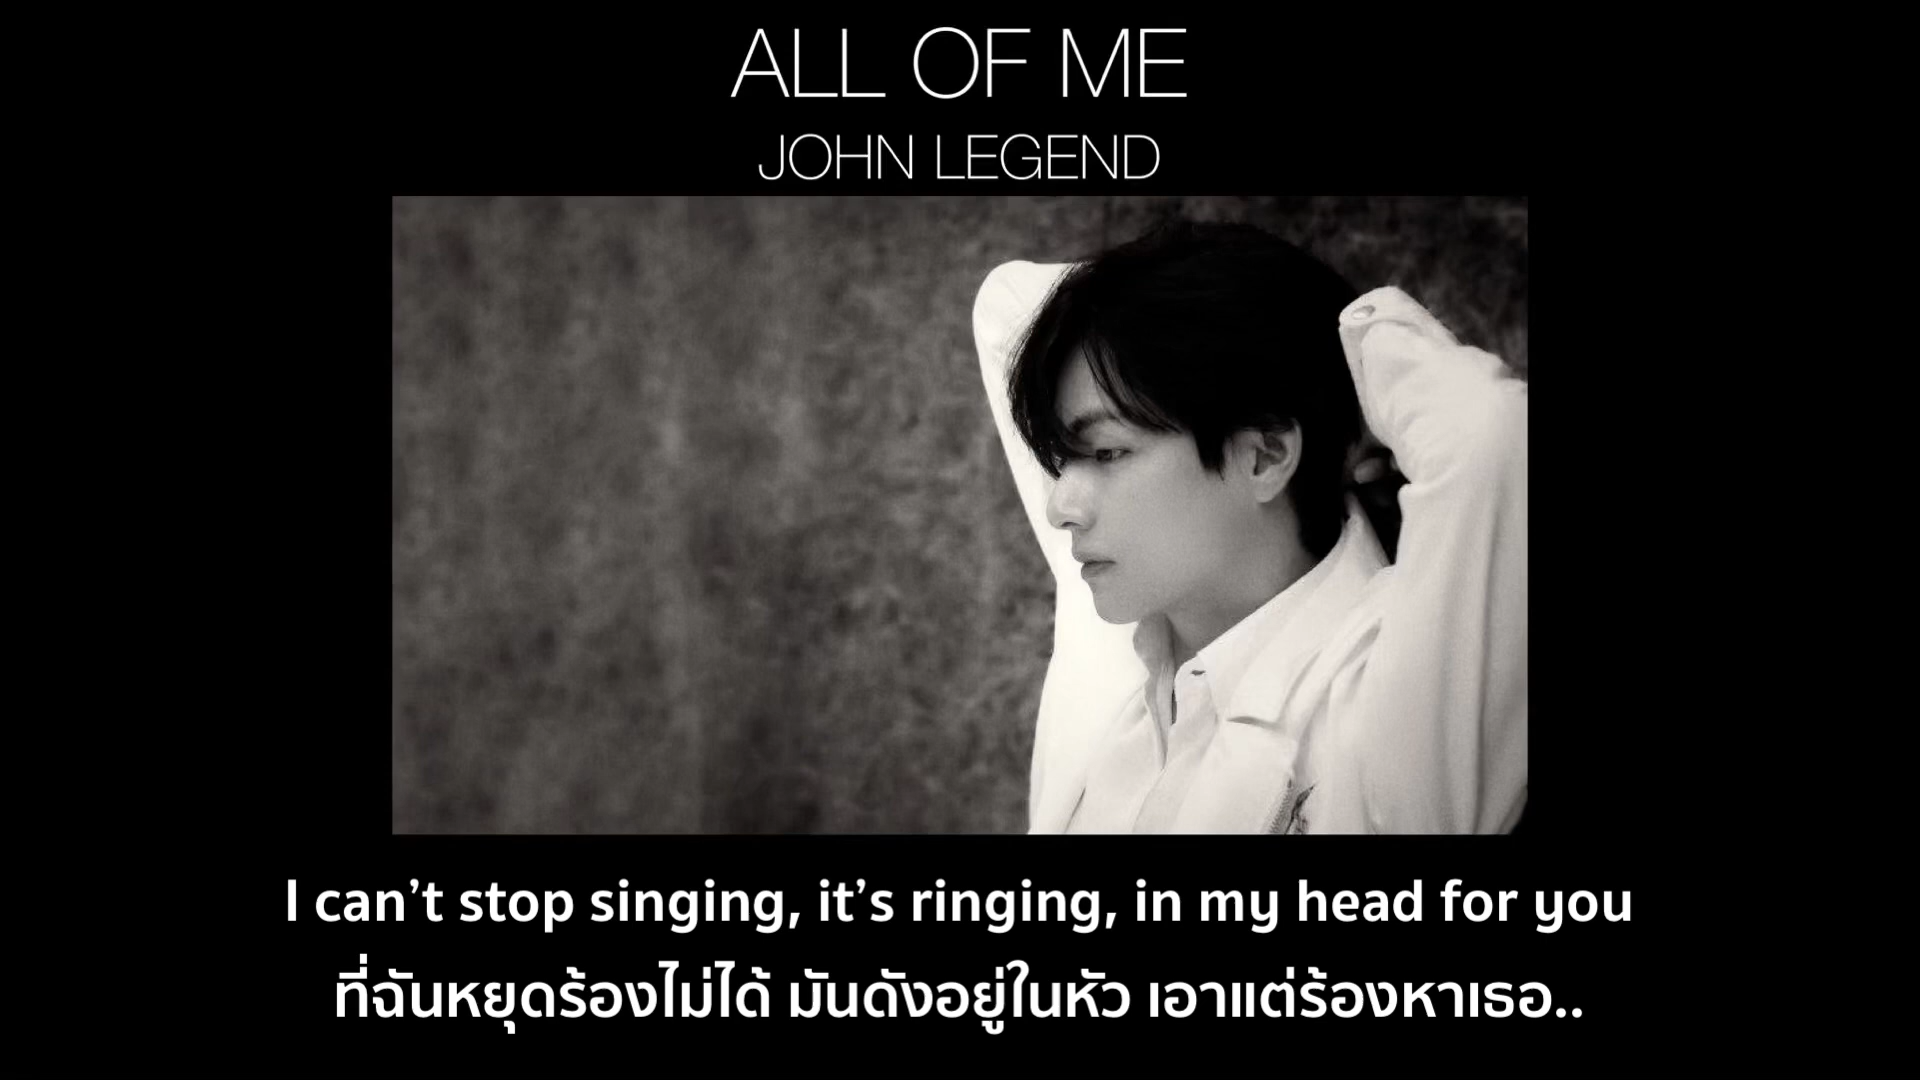 ALL OF ME
JOHN LEGEND
I can’t stop singing, it’s ringing, in my head for you
ที่ฉันหยุดร้องไม่ได้ มันดังอยู่ในหัว เอาแต่ร้องหาเธอ..